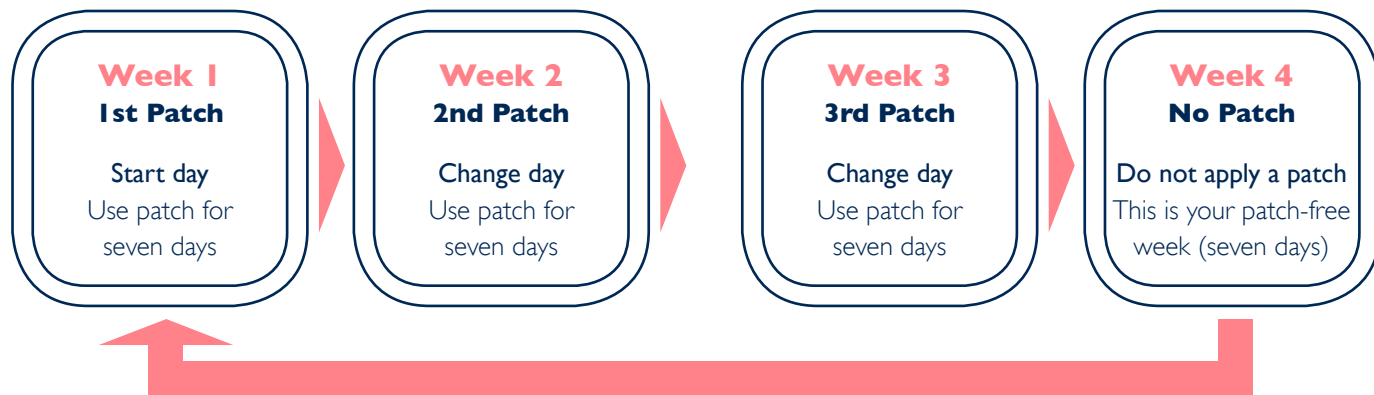 Week 1
1st Patch
Start day
Use patch for
seven days
Week 2
2nd Patch
Change day
Use patch for
seven days
Week 3
3rd Patch
Change day
Use patch for
seven days
Week 4
No Patch
Do not apply a patch
This is your patch-free
week (seven days)